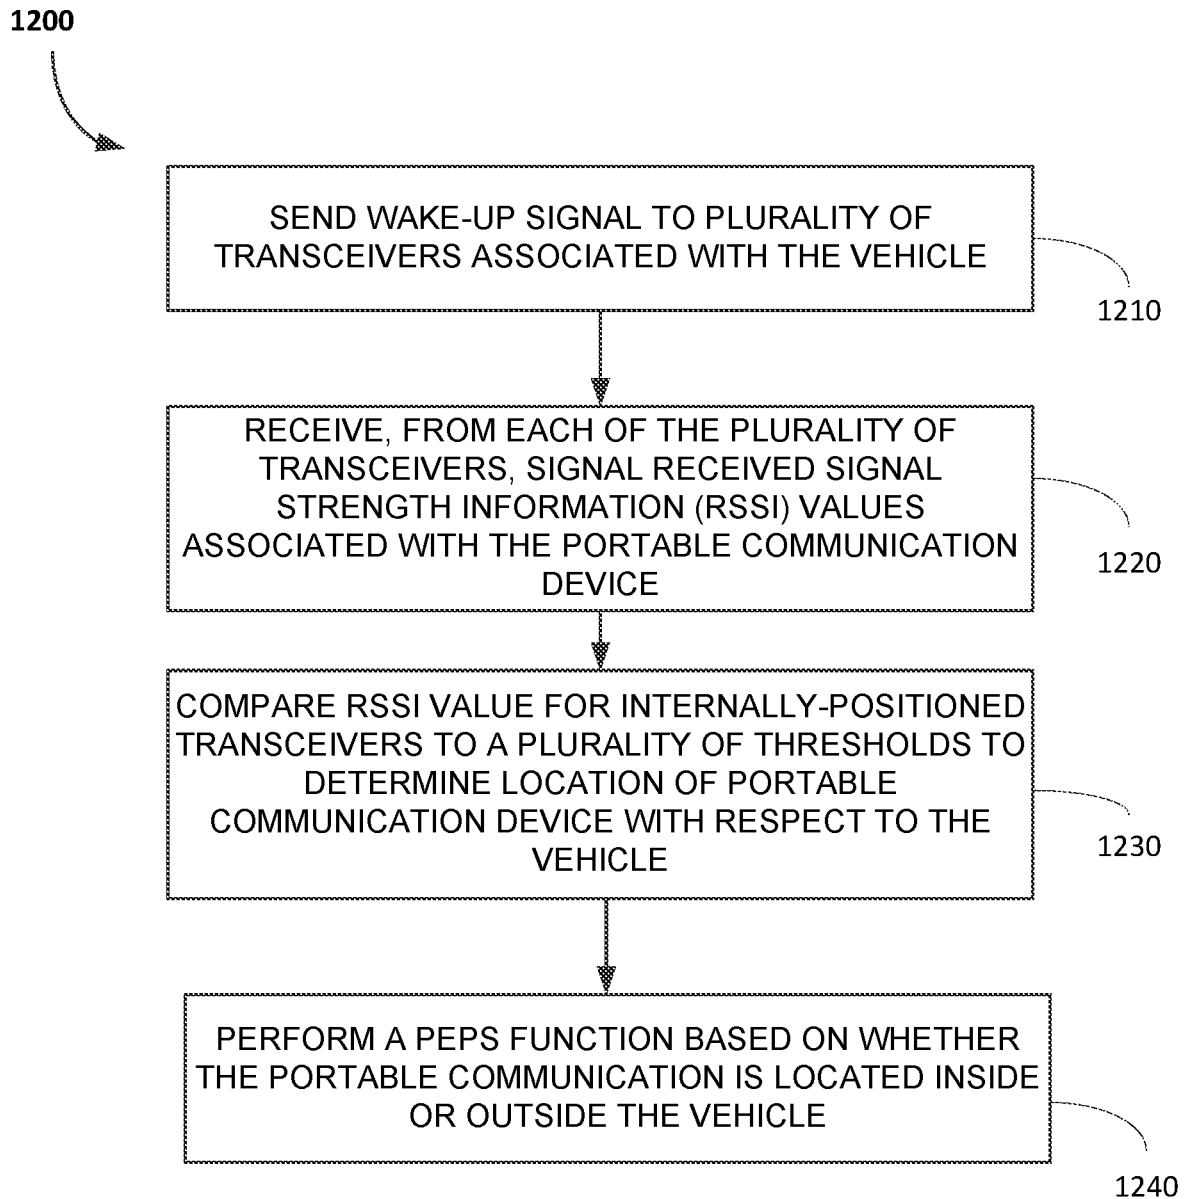 1200
SEND WAKE-UP SIGNAL TO PLURALITY OF
TRANSCEIVERS ASSOCIATED WITH THE VEHICLE
1210
RECEIVE, FROM EACH OF THE PLURALITY OF
TRANSCEIVERS, SIGNAL RECEIVED SIGNAL
STRENGTH INFORMATION (RSSI) VALUES
ASSOCIATED WITH THE PORTABLE COMMUNICATION
DEVICE
1220
COMPARE RSSI VALUE FOR INTERNALLY-POSITIONED
TRANSCEIVERS TO A PLURALITY OF THRESHOLDS TO
DETERMINE LOCATION OF PORTABLE
COMMUNICATION DEVICE WITH RESPECT TO THE
VEHICLE
1230
PERFORM A PEPS FUNCTION BASED ON WHETHER
THE PORTABLE COMMUNICATION IS LOCATED INSIDE
OR OUTSIDE THE VEHICLE
1240